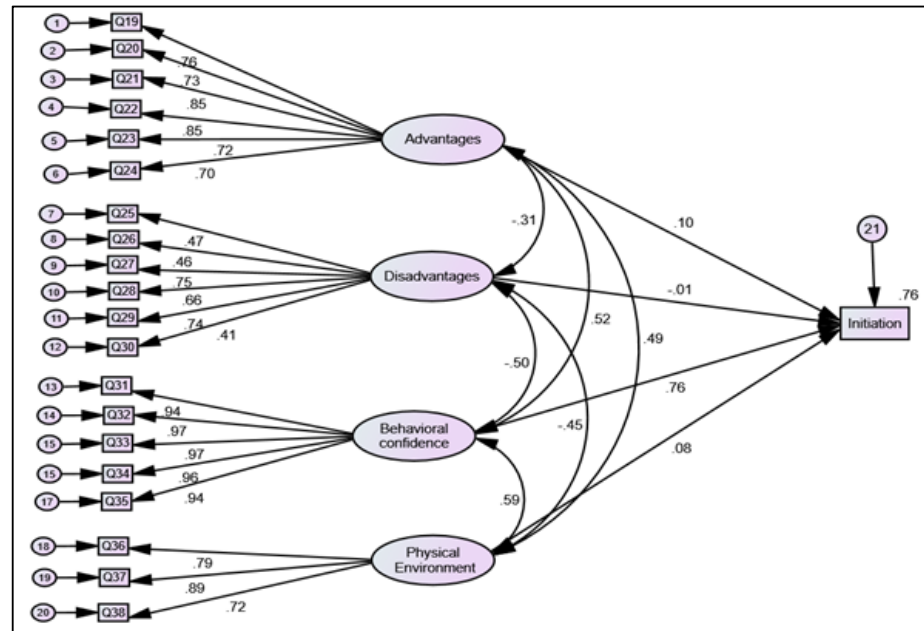 1 Q19
2 Q20
.76
3 Q21
.73
4 Q22
.85
5 Q23
.85
6 Q24
.72
.70
Advantages
7 Q25
8 Q26
.47
9 Q27
.46
10 Q28
.75
11 Q29
.66
12 Q30
.74
.41
Disadvantages
13 Q31
14 Q32
.94
15 Q33
.97
15 Q34
.97
17 Q35
.96
.94
Behavioral
confidence
18 Q36
19 Q37
.79
20 Q38
.89
.72
Physical
Environment
-.31
-.50
.52
-.45
.49
.59
.10
-.01
.76
.08
21
.76
Initiation